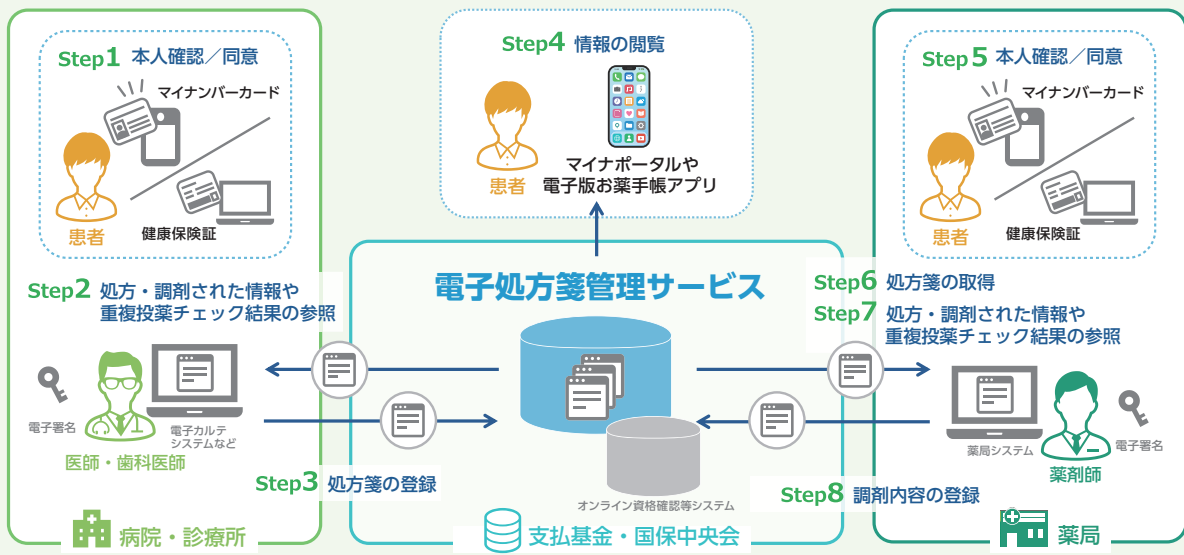 Step1 本人確認／同意
マイナンバーカード
患者
健康保険証
Step2 処方・調剤された情報や
重複投薬チェック結果の参照
電子署名
電子カルテ
システムなど
医師・歯科医師
Step3 処方箋の登録
病院・診療所
Step4 情報の閲覧
患者
マイナポータルや
電子版お薬手帳アプリ
電子処方箋管理サービス
オンライン資格確認等システム
支払基金・国保中央会
Step5 本人確認／同意
マイナンバーカード
患者
健康保険証
Step6 処方箋の取得
Step7 処方・調剤された情報や
重複投薬チェック結果の参照
薬局システム
電子署名
薬剤師
Step8 調剤内容の登録
薬局